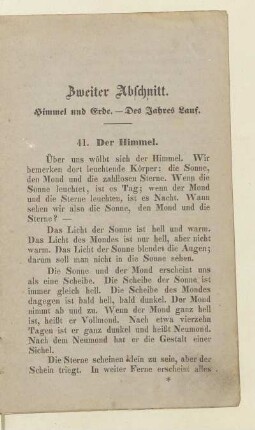 Zweiter Abschnitt.
Himmel und Erde. — Des Jahres Lauf.
41. Der Himmel.
Über uns wölbt sich der Himmel. Wir
bemerken dort leuchtende Körper: die Sonne,
den Mond und die zahllosen Sterne. Wenn die
Sonne leuchtet, ist es Tag; wenn der Mond
und die Sterne leuchten, ist es Nacht. Wann
sehen wir also die Sonne, den Mond und die
Sterne? —
Das Licht der Sonne ist hell und warm.
Das Licht des Mondes ist nur hell, aber nicht
warm. Das Licht der Sonne blendet die Augen;
darum soll man nicht in die Sonne sehen.
Die Sonne und der Mond erscheint uns
als eine Scheibe. Die Scheibe der Sonne ist
immer gleich hell. Die Scheibe des Mondes
dagegen ist bald hell, bald dunkel. Der Mond
nimmt ab und zu. Wenn der Mond ganz hell
ist, heißt er Vollmond. Nach etwa vierzehn
Tagen ist er ganz dunkel und heißt Neumond.
Nach dem Neumond hat er die Gestalt einer
Sichel.
Die Sterne scheinen klein zu sein, aber der
Schein triegt. In weiter Ferne erscheint alles